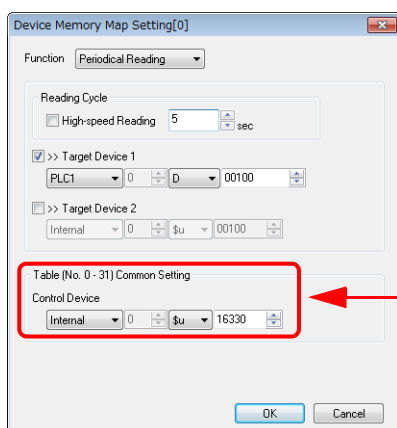 Device Memory Map Setting[0]
Function Periodical Reading
Reading Cycle
High-speed Reading 5 sec
>> Target Device 1
PLC1 0 D 00100
>> Target Device 2
Internal 0 $u 00100
Table (No. 0 - 31) Common Setting
Control Device
Internal 0 $u 16330
OK Cancel